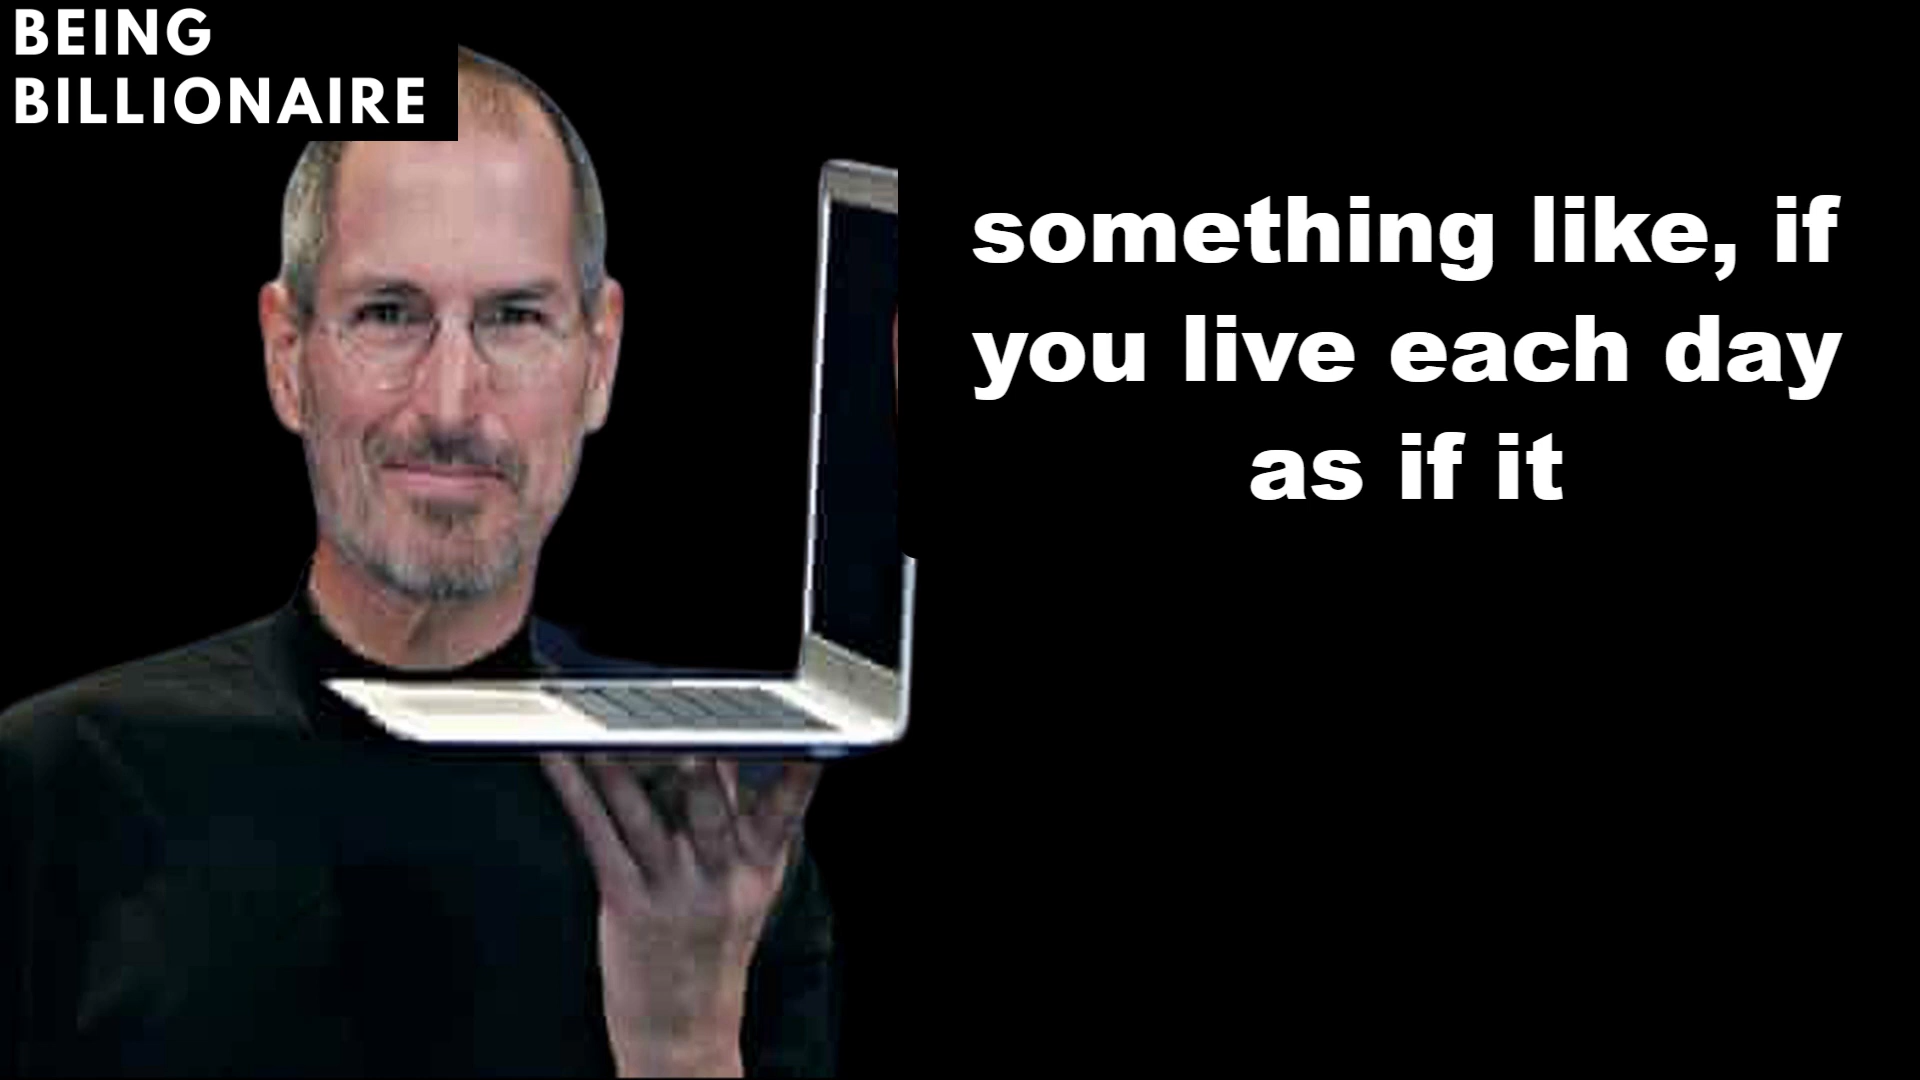 BEING
BILLIONAIRE
something like, if
you live each day
as if it